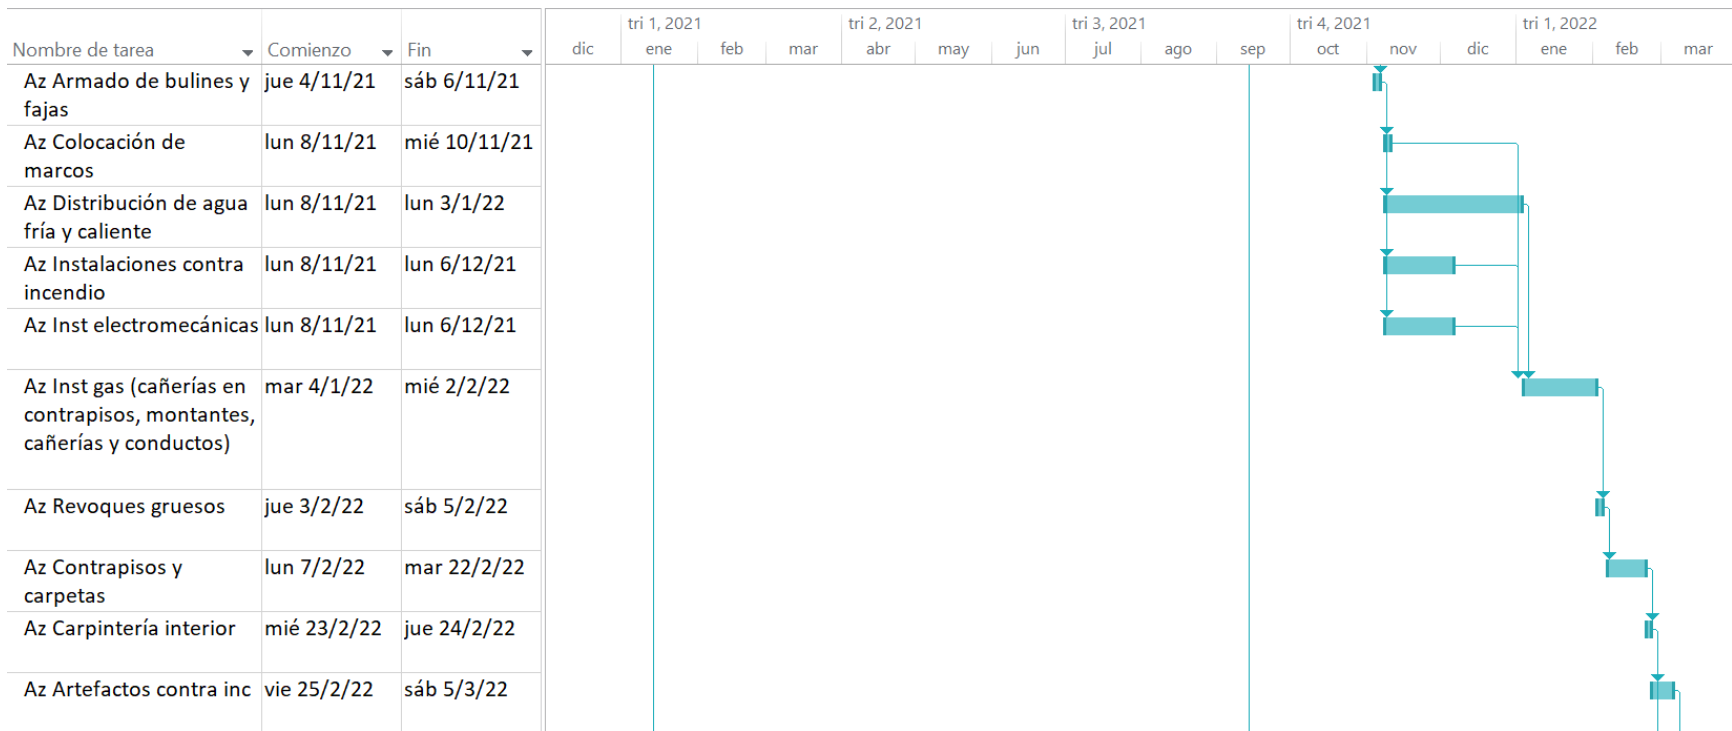 tri 1, 2021 tri 2, 2021 tri 3, 2021 tri 4, 2021 tri 1, 2022
Nombre de tarea Comienzo Fin dic ene feb mar abr may jun jul ago sep oct nov dic ene feb mar
Az Armado de bulines y jue 4/11/21 sáb 6/11/21
fajas
Az Colocación de lun 8/11/21 mié 10/11/21
marcos
Az Distribución de agua lun 8/11/21 lun 3/1/22
fría y caliente
Az Instalaciones contra lun 8/11/21 lun 6/12/21
incendio
Az Inst electromecánicas lun 8/11/21 lun 6/12/21
Az Inst gas (cañerías en mar 4/1/22 mié 2/2/22
contrapisos, montantes,
cañerías y conductos)
Az Revoques gruesos jue 3/2/22 sáb 5/2/22
Az Contrapisos y lun 7/2/22 mar 22/2/22
carpetas
Az Carpintería interior mié 23/2/22 jue 24/2/22
Az Artefactos contra inc vie 25/2/22 sáb 5/3/22